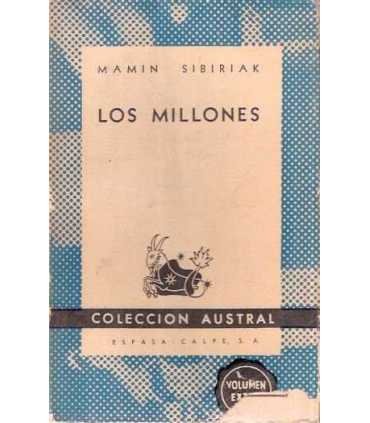 MAMIN SIBIRIAK
LOS MILLONES
COLECCION AUSTRAL
ESPASA-CALPE, S.A.
VOLUMEN